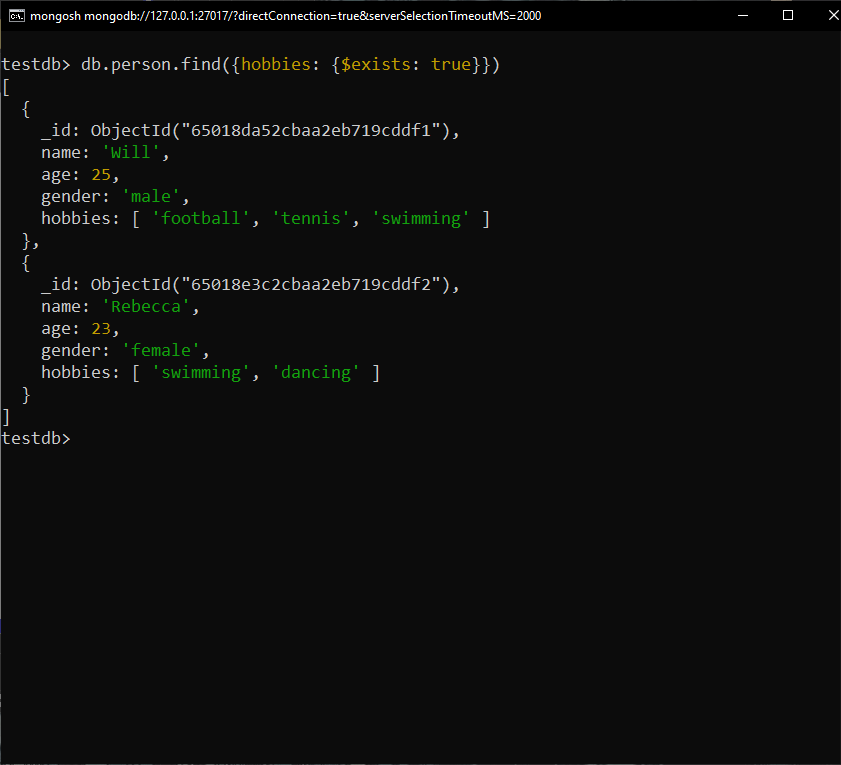 mongosh mongodb://127.0.0.1:27017/?directConnection=true&serverSelectionTimeoutMS=2000
testdb> db.person.find({hobbies: {$exists: true}})
[
  {
    _id: ObjectId("65018da52cbaa2eb719cddf1"),
    name: 'Will',
    age: 25,
    gender: 'male',
    hobbies: [ 'football', 'tennis', 'swimming' ]
  },
  {
    _id: ObjectId("65018e3c2cbaa2eb719cddf2"),
    name: 'Rebecca',
    age: 23,
    gender: 'female',
    hobbies: [ 'swimming', 'dancing' ]
  }
]
testdb>